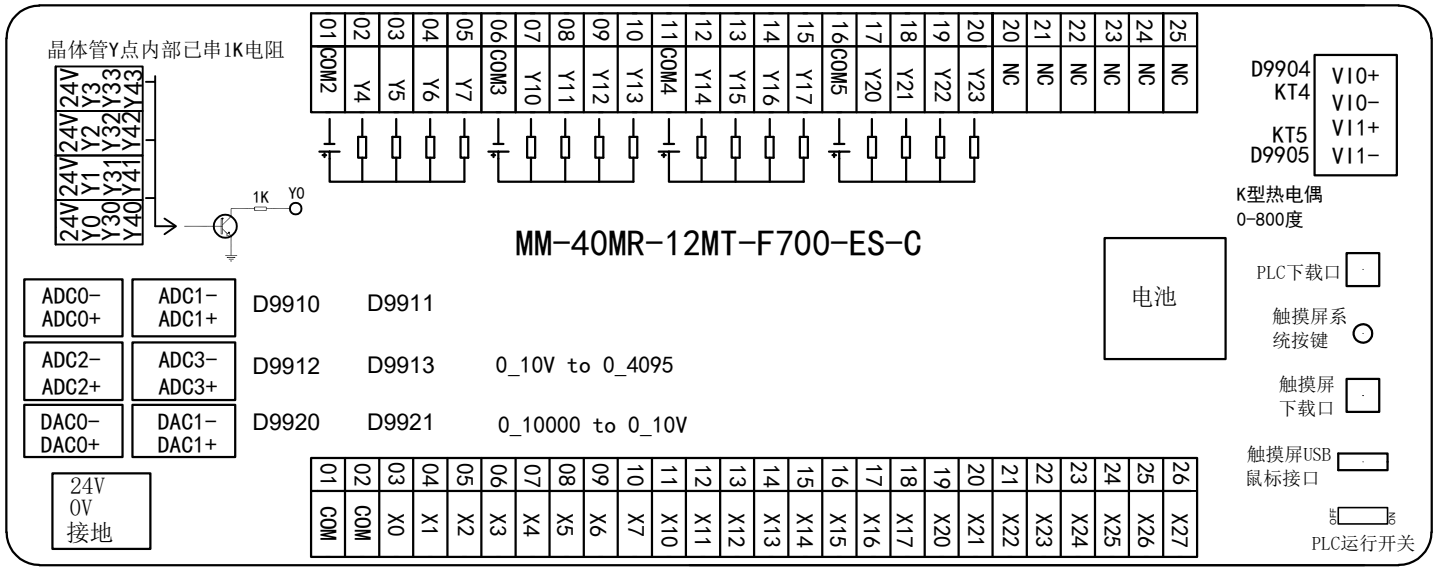 01 02 03 04 05 06 07 08 09 10 11 12 13 14 15 16 17 18 19 20 20 21 22 23 24 25
COM2 Y4 Y5 Y6 Y7 COM3 Y10 Y11 Y12 Y13 COM4 Y14 Y15 Y16 Y17 COM5 Y20 Y21 Y22 Y23 NC NC NC NC NC NC
晶体管Y点内部已串1K电阻
24V Y3 Y33 Y43
24V Y2 Y32 Y42
24V Y1 Y31 Y41
24V Y0 Y30 Y40
1K Y0
D9904 VI0+
KT4 VI0-
KT5 VI1+
D9905 VI1-
K型热电偶
0-800度
MM-40MR-12MT-F700-ES-C
电池
PLC下载口
触摸屏系
统按键
触摸屏
下载口
触摸屏USB
鼠标接口
OFF ON
PLC运行开关
ADC0- ADC1-
ADC0+ ADC1+
D9910 D9911
ADC2- ADC3-
ADC2+ ADC3+
D9912 D9913 0_10V to 0_4095
DAC0- DAC1-
DAC0+ DAC1+
D9920 D9921 0_10000 to 0_10V
24V
0V
接地
01 02 03 04 05 06 07 08 09 10 11 12 13 14 15 16 17 18 19 20 21 22 23 24 25 26
COM COM X0 X1 X2 X3 X4 X5 X6 X7 X10 X11 X12 X13 X14 X15 X16 X17 X20 X21 X22 X23 X24 X25 X26 X27